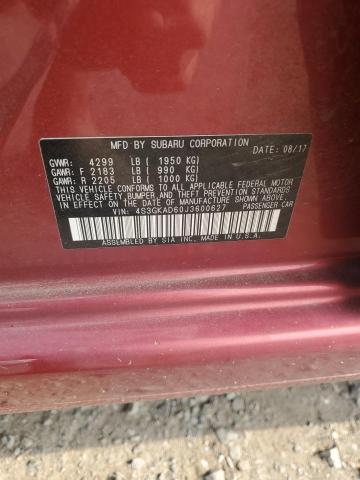 MFD BY SUBARU CORPORATION DATE: 08/17
GVWR: 4299 LB ( 1950 KG)
GAWR: F 2183 LB ( 990 KG)
GAWR: R 2205 LB ( 1000 KG)
THIS VEHICLE CONFORMS TO ALL APPLICABLE FEDERAL MOTOR
VEHICLE SAFETY, BUMPER, AND THEFT PREVENTION STANDARDS
IN EFFECT ON THE DATE OF MANUFACTURE SHOWN ABOVE.
VIN: 4S3GKAD60J3600627 PASSENGER CAR
ASSEMBLED BY SIA INC. MADE IN U.S.A.